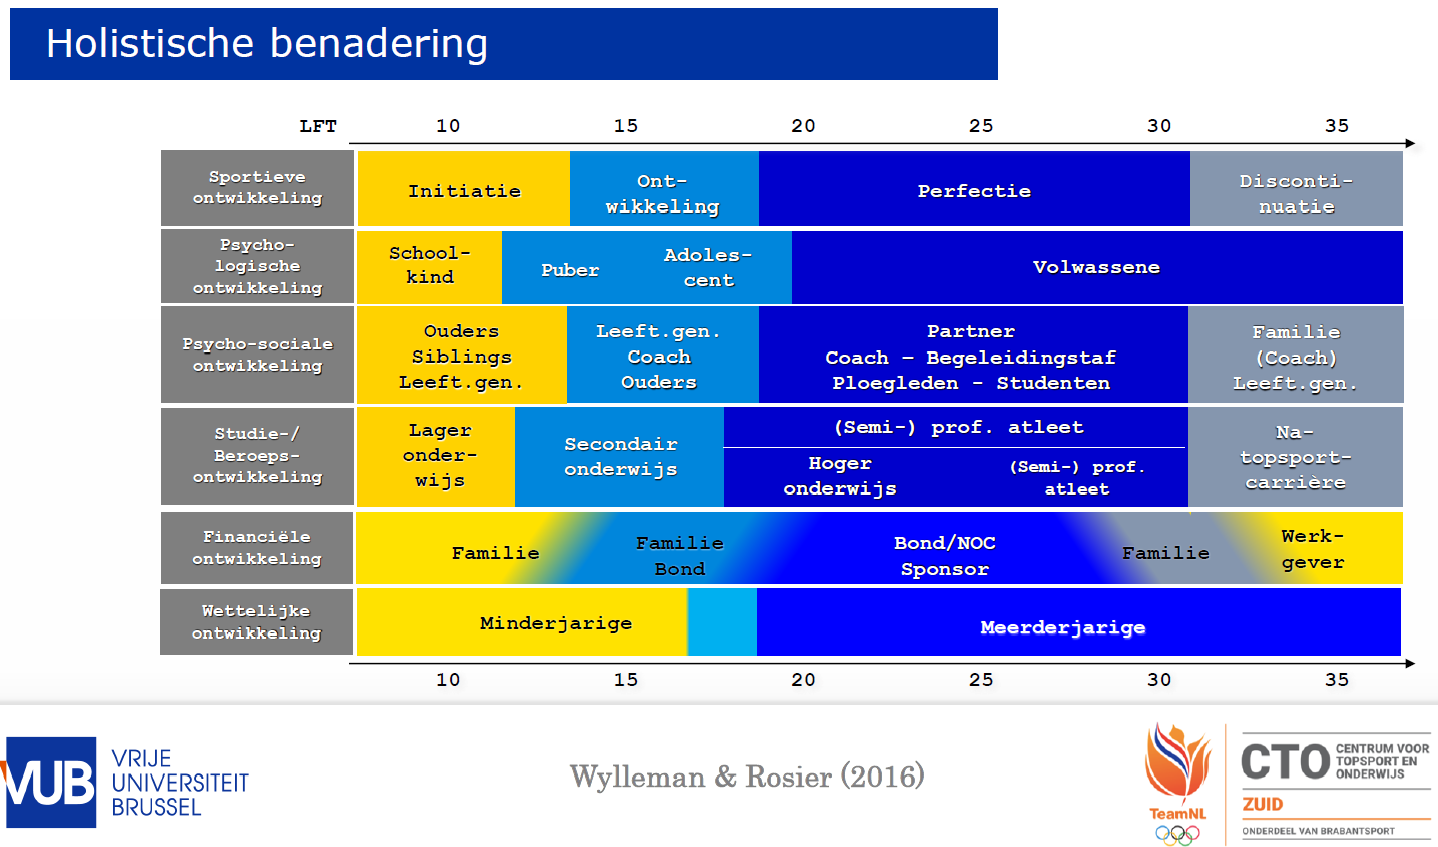 Holistische benadering
LFT 10 15 20 25 30 35
Sportieve
ontwikkeling
Initiatie
Ont-
wikkeling
Perfectie
Disconti-
nuatie
Psycho-
logische
ontwikkeling
School-
kind
Puber
Adoles-
cent
Volwassene
Psycho-sociale
ontwikkeling
Ouders
Siblings
Leeft.gen.
Leeft.gen.
Coach
Ouders
Partner
Coach – Begeleidingstaf
Ploegleden - Studenten
Familie
(Coach)
Leeft.gen.
Studie-/
Beroeps-
ontwikkeling
Lager
onder-
wijs
Secondair
onderwijs
(Semi-) prof. atleet
Hoger
onderwijs
(Semi-) prof.
atleet
Na-
topsport-
carrière
Financiële
ontwikkeling
Familie
Familie
Bond
Bond/NOC
Sponsor
Familie
Werk-
gever
Wettelijke
ontwikkeling
Minderjarige
Meerderjarige
10 15 20 25 30 35
VUB
VRIJE
UNIVERSITEIT
BRUSSEL
Wylleman & Rosier (2016)
TeamNL
CTO
CENTRUM VOOR
TOPSPORT EN
ONDERWIJS
ZUID
ONDERDEEL VAN BRABANTSPORT